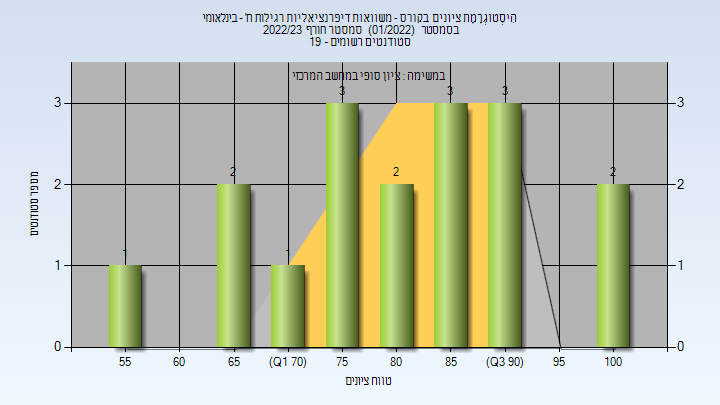 היסטוגרמת ציונים בקורס - משוואות דיפרנציאליות רגילות ח' - בינלאומי
בסמסטר (01/2022) סמסטר חורף 2022/23
סטודנטים רשומים - 19
במשימה : ציון סופי במחשב המרכזי
3 3 3
3 3
2 2 2
2 2
מספר סטודנטים
1 1
1 1
0 0
55 60 65 (Q1 70) 75 80 85 (Q3 90) 95 100
טווח ציונים